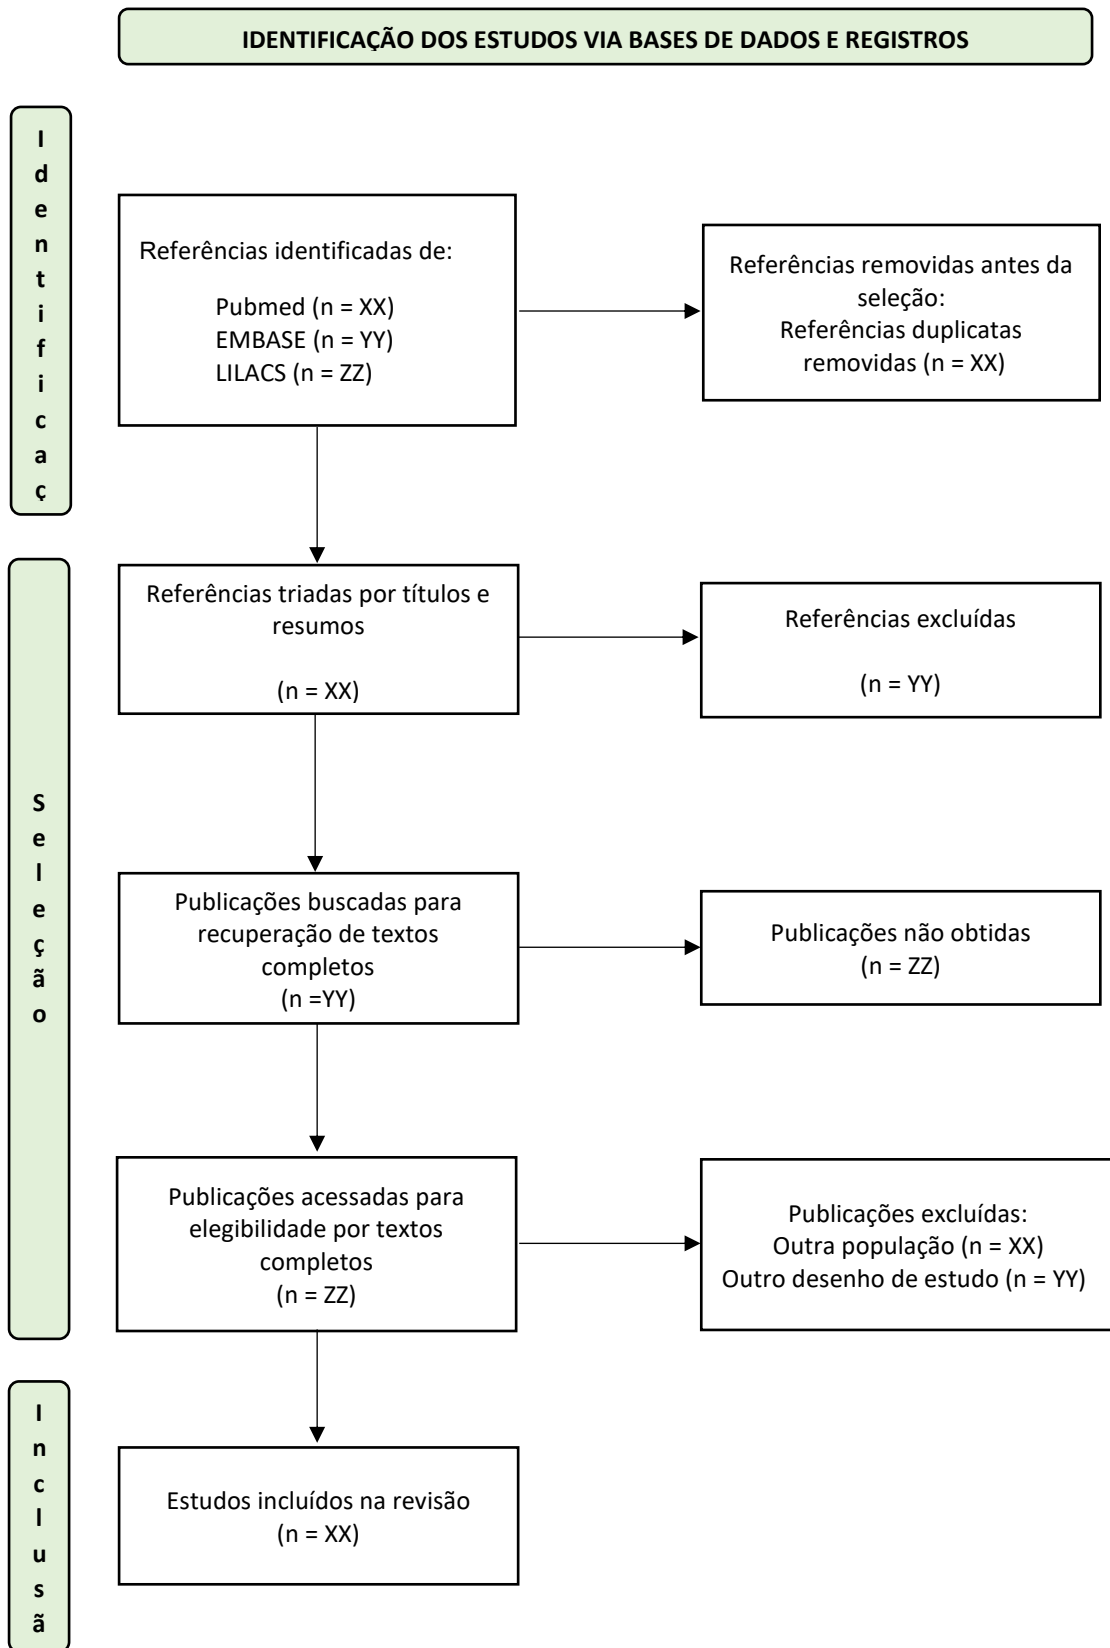 IDENTIFICAÇÃO DOS ESTUDOS VIA BASES DE DADOS E REGISTROS
Identificaç
Referências identificadas de:
Pubmed (n = XX)
EMBASE (n = YY)
LILACS (n = ZZ)
Referências removidas antes da
seleção:
Referências duplicatas
removidas (n = XX)
Seleção
Referências triadas por títulos e
resumos
(n = XX)
Referências excluídas
(n = YY)
Publicações buscadas para
recuperação de textos
completos
(n =YY)
Publicações não obtidas
(n = ZZ)
Publicações acessadas para
elegibilidade por textos
completos
(n = ZZ)
Publicações excluídas:
Outra população (n = XX)
Outro desenho de estudo (n = YY)
Inclusã
Estudos incluídos na revisão
(n = XX)